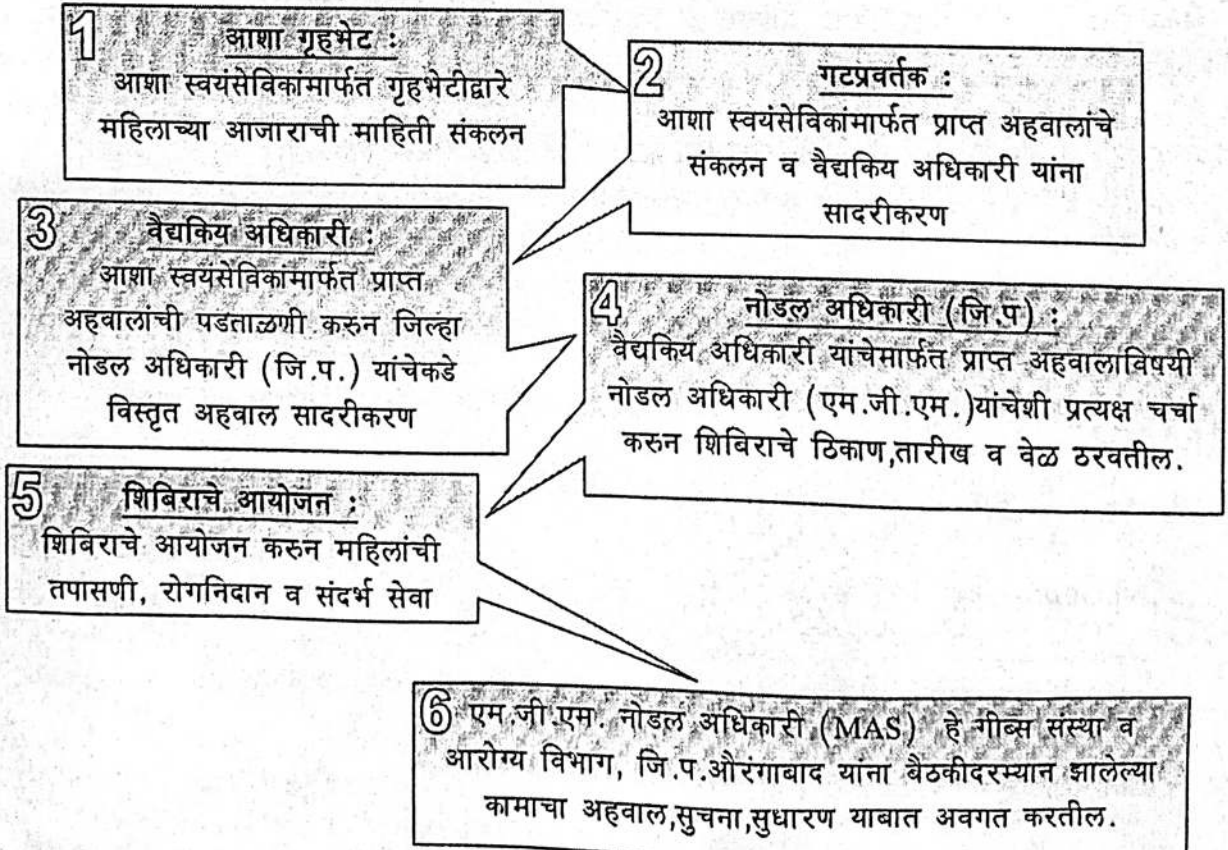 1 आशा गृहभेट :
आशा स्वयंसेविकांमार्फत गृहभेटीद्वारे
महिलाच्या आजाराची माहिती संकलन
2 गटप्रवर्तक :
आशा स्वयंसेविकांमार्फत प्राप्त अहवालांचे
संकलन व वैद्यकिय अधिकारी यांना
सादरीकरण
3 वैद्यकिय अधिकारी :
आशा स्वयंसेविकांमार्फत प्राप्त
अहवालांची पडताळणी करुन जिल्हा
नोडल अधिकारी (जि.प.) यांचेकडे
विस्तृत अहवाल सादरीकरण
4 नोडल अधिकारी (जि.प) :
वैद्यकिय अधिकारी यांचेमार्फत प्राप्त अहवालांविषयी
नोडल अधिकारी (एम.जी.एम.)यांचेशी प्रत्यक्ष चर्चा
करुन शिबिराचे ठिकाण,तारीख व वेळ ठरवतील.
5 शिबिराचे आयोजन :
शिबिराचे आयोजन करुन महिलांची
तपासणी, रोगनिदान व संदर्भ सेवा
6 एम.जी.एम. नोडल अधिकारी (MAS) हे गीब्स संस्था व
आरोग्य विभाग, जि.प.औरंगाबाद यांना बैठकीदरम्यान झालेल्या
कामाचा अहवाल,सुचना,सुधारण याबात अवगत करतील.